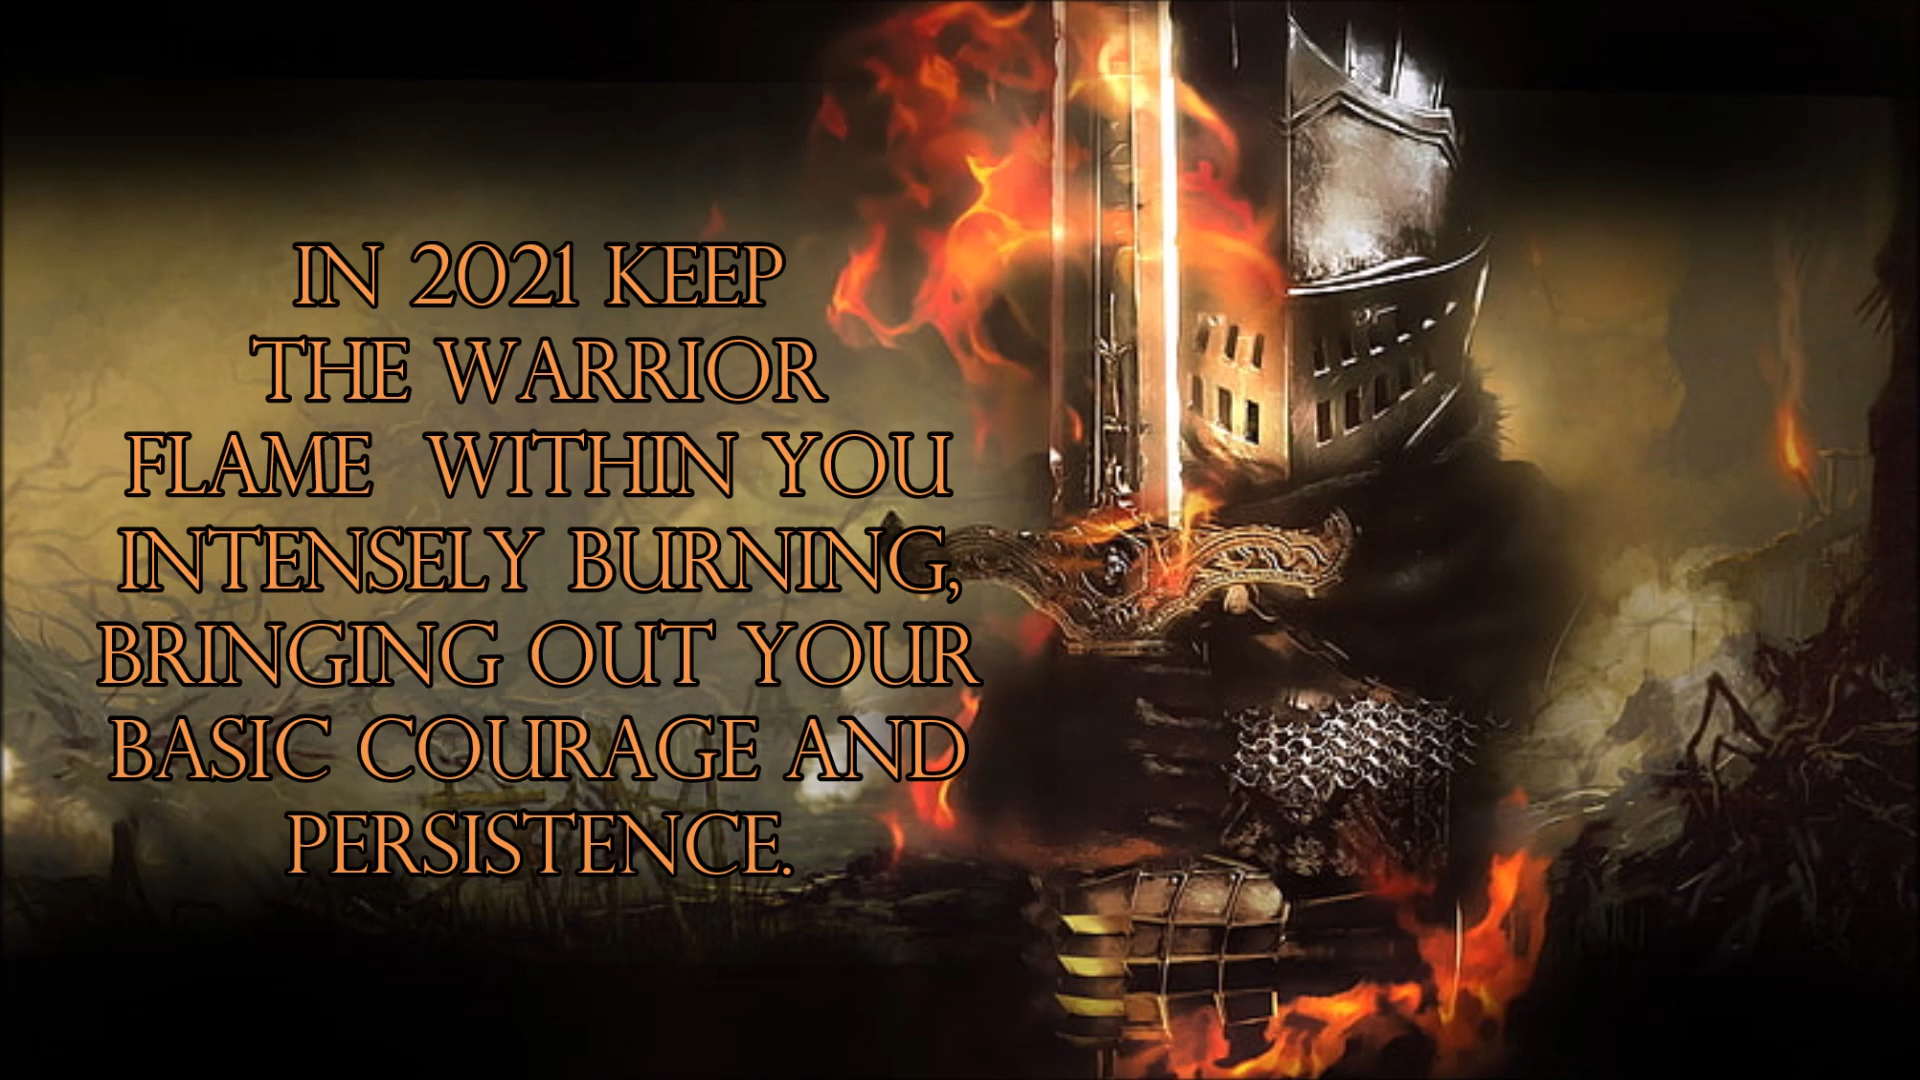 IN 2021 KEEP
THE WARRIOR
FLAME WITHIN YOU
INTENSELY BURNING,
BRINGING OUT YOUR
BASIC COURAGE AND
PERSISTENCE.